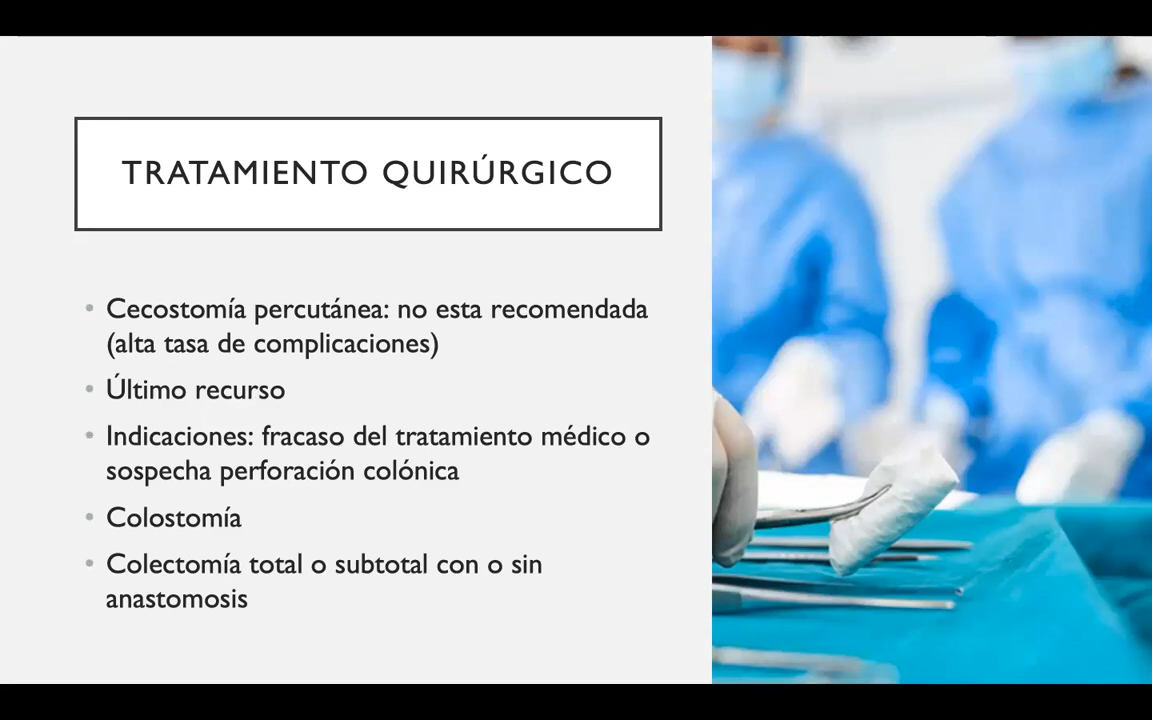 TRATAMIENTO QUIRÚRGICO
• Cecostomía percutánea: no esta recomendada
(alta tasa de complicaciones)
• Último recurso
• Indicaciones: fracaso del tratamiento médico o
sospecha perforación colónica
• Colostomía
• Colectomía total o subtotal con o sin
anastomosis